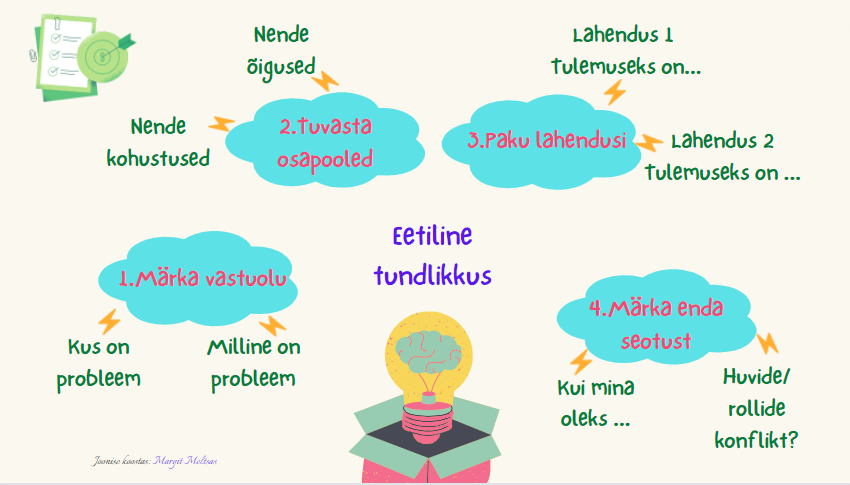 Nende
õigused
Nende
kohustused
2.Tuvasta
osapooled
Lahendus 1
tulemuseks on...
3.Paku lahendusi
Lahendus 2
tulemuseks on ...
Eetiline
tundlikkus
1.Märka vastuolu
Kus on
probleem
Milline on
probleem
4.Märka enda
seotust
Kui mina
oleks ...
Huvide/
rollide
konflikt?
Joonise koostas: Margit Meltsas